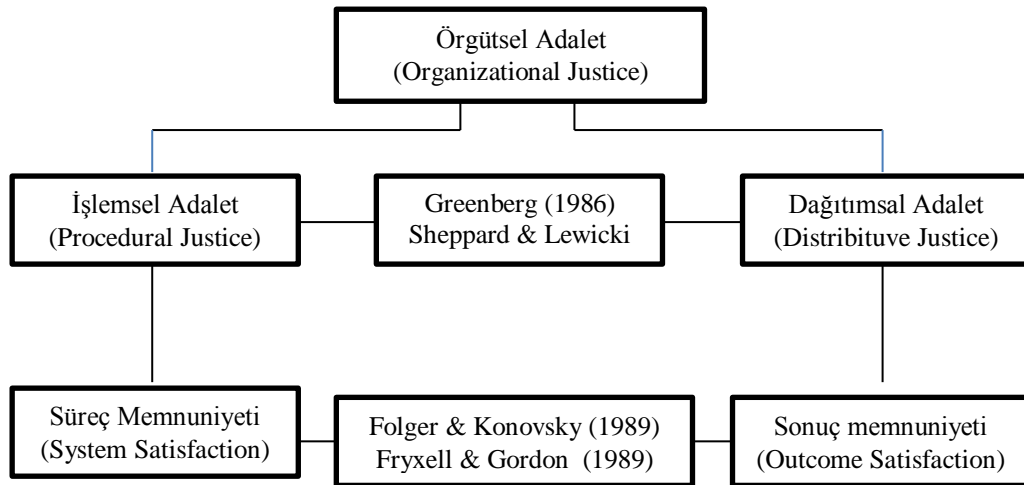 Örgütsel Adalet
(Organizational Justice)
İşlemsel Adalet
(Procedural Justice)
Greenberg (1986)
Sheppard & Lewicki
Dağıtımsal Adalet
(Distribituve Justice)
Süreç Memnuniyeti
(System Satisfaction)
Folger & Konovsky (1989)
Fryxell & Gordon (1989)
Sonuç memnuniyeti
(Outcome Satisfaction)